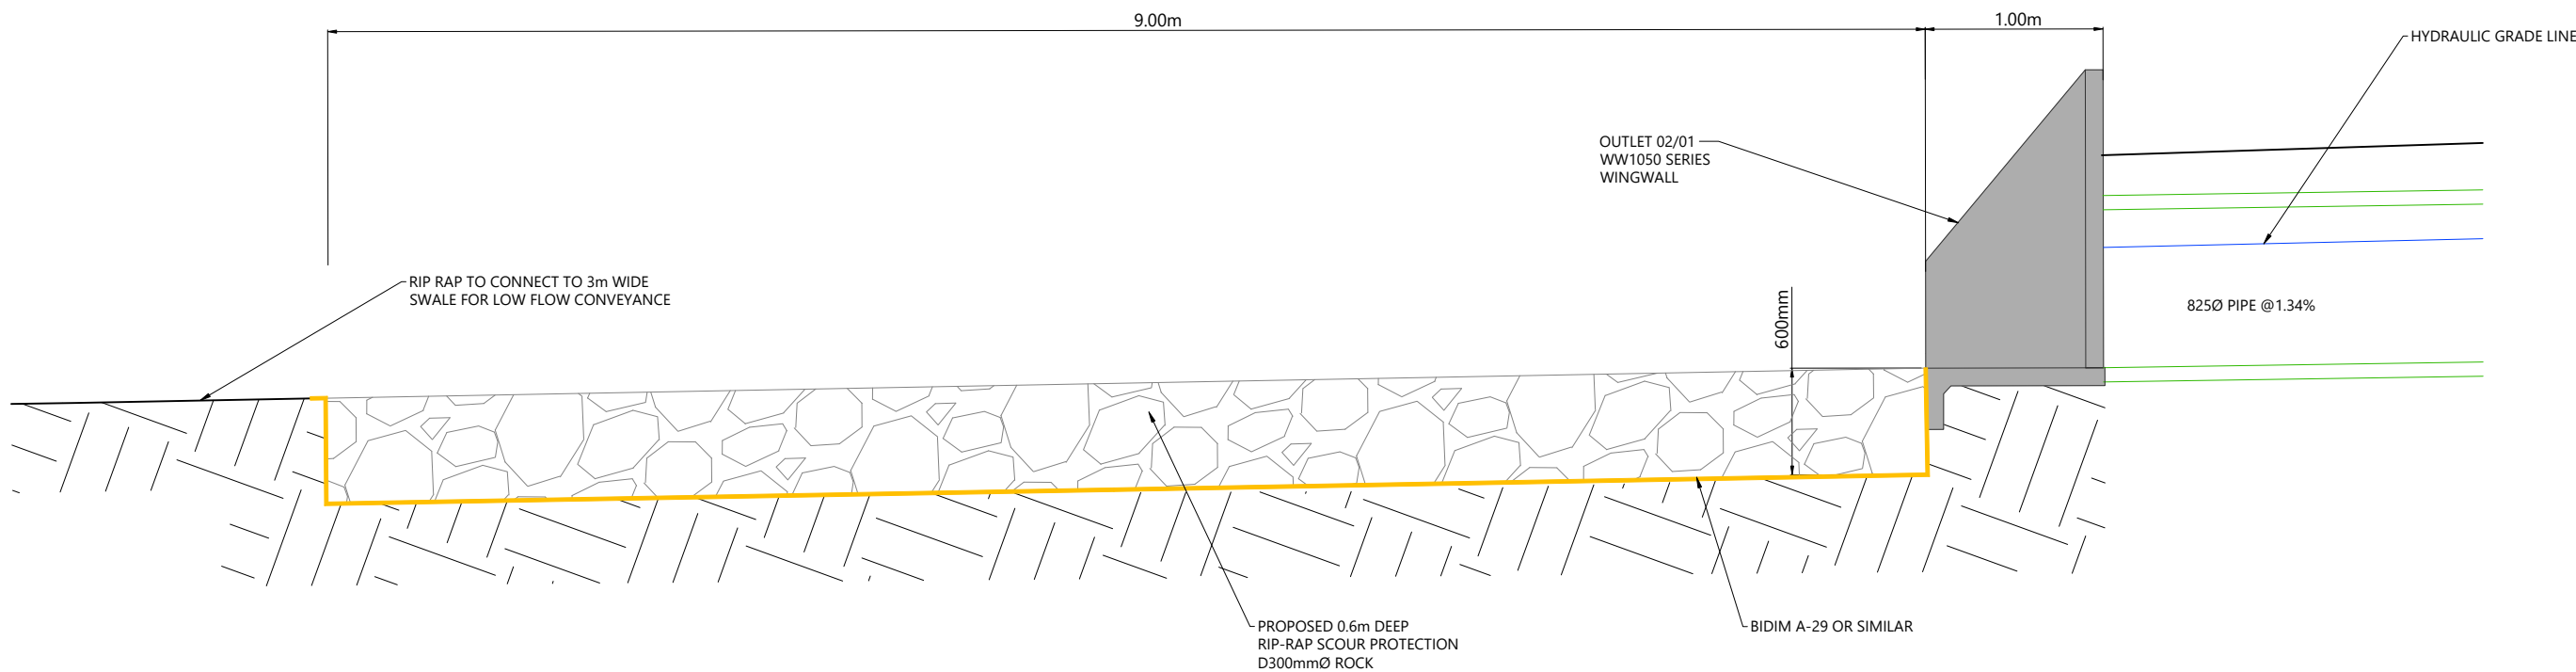 9.00m
1.00m
HYDRAULIC GRADE LINE
OUTLET 02/01
WW1050 SERIES
WINGWALL
RIP RAP TO CONNECT TO 3m WIDE
SWALE FOR LOW FLOW CONVEYANCE
600mm
825Ø PIPE @1.34%
PROPOSED 0.6m DEEP
RIP-RAP SCOUR PROTECTION
D300mmØ ROCK
BIDIM A-29 OR SIMILAR